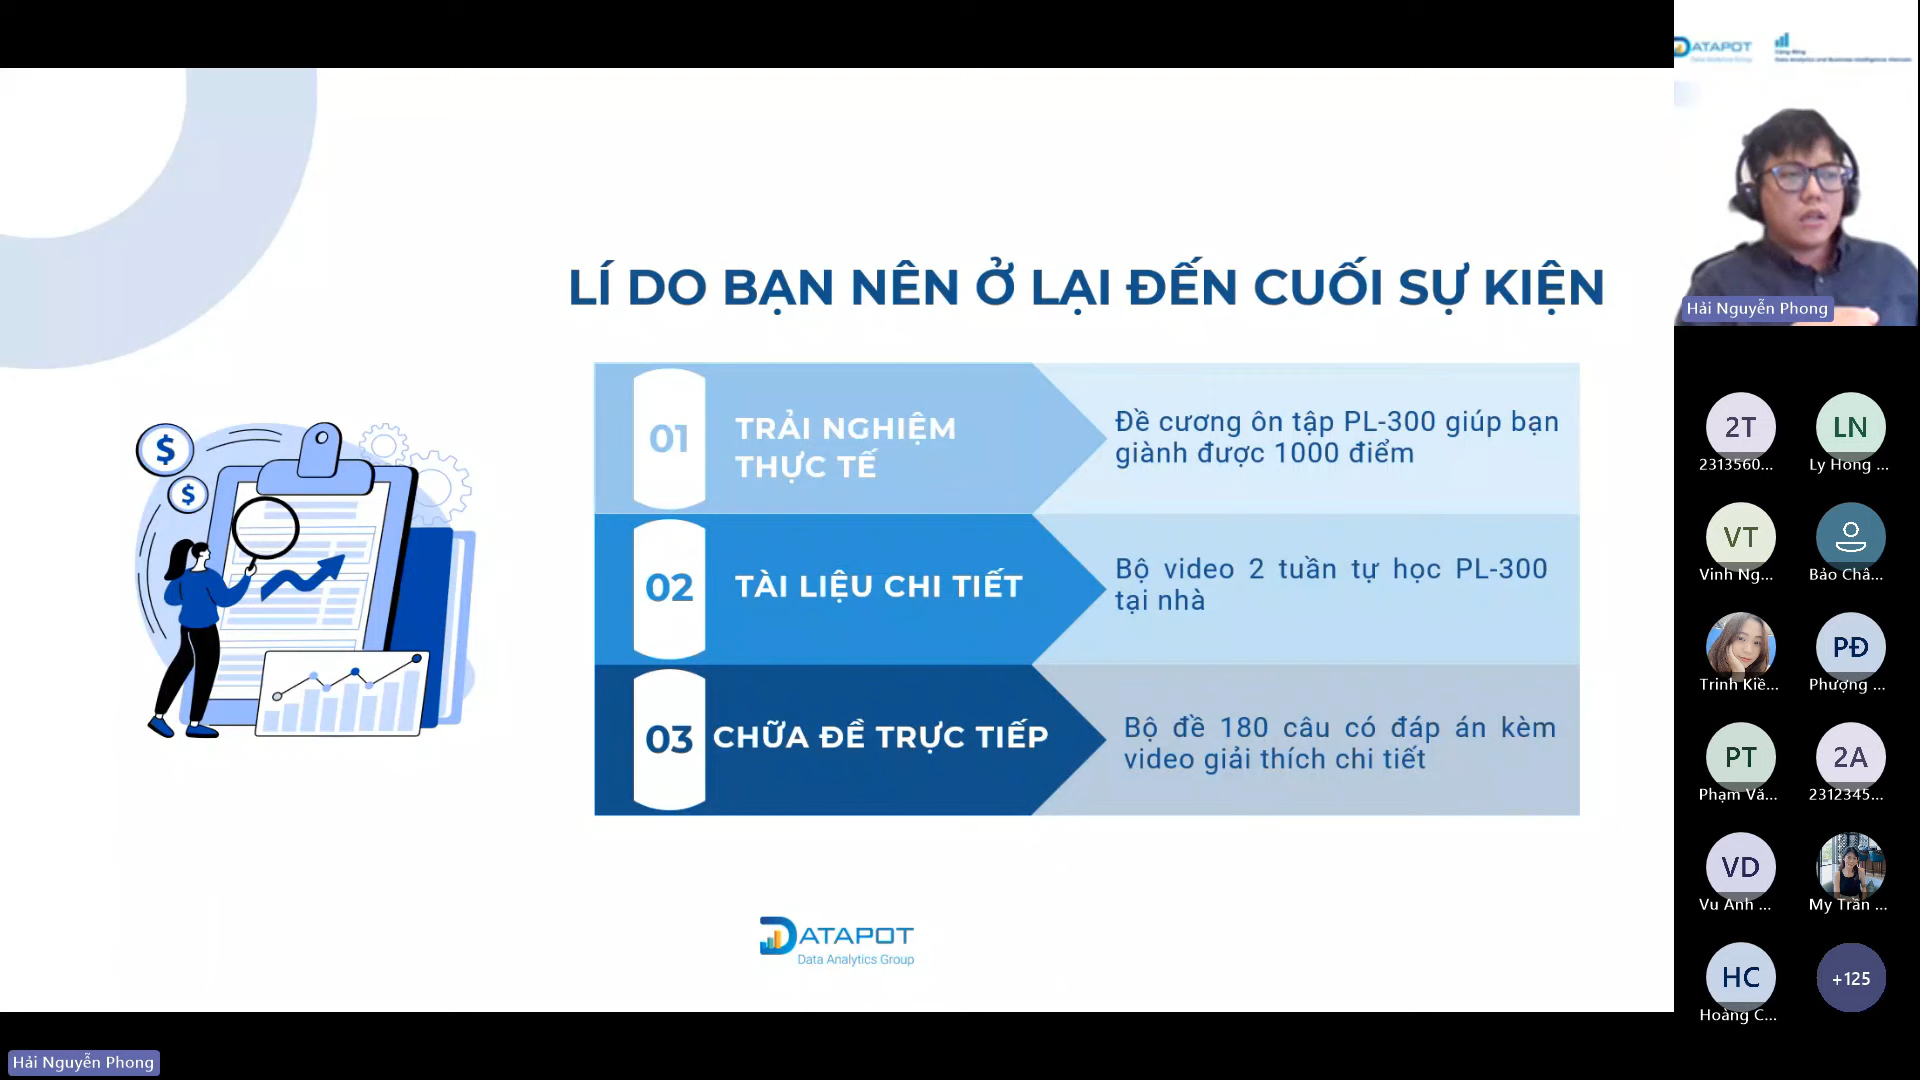 LÍ DO BẠN NÊN Ở LẠI ĐẾN CUỐI SỰ KIỆN
01
TRẢI NGHIỆM
THỰC TẾ
Đề cương ôn tập PL-300 giúp bạn
giành được 1000 điểm
02
TÀI LIỆU CHI TIẾT
Bộ video 2 tuần tự học PL-300
tại nhà
03
CHỮA ĐỀ TRỰC TIẾP
Bộ đề 180 câu có đáp án kèm
video giải thích chi tiết
$
$
DATAPOT
Data Analytics Group
Hải Nguyễn Phong
DATAPOT
Hải Nguyễn Phong
2T
2313560...
LN
Ly Hong ...
VT
Vinh Ng...
Bảo Châ...
Trinh Kiề...
PĐ
Phượng ...
PT
Phạm Vă...
2A
2312345...
VD
Vu Anh ...
My Trần ...
HC
Hoàng C...
+125